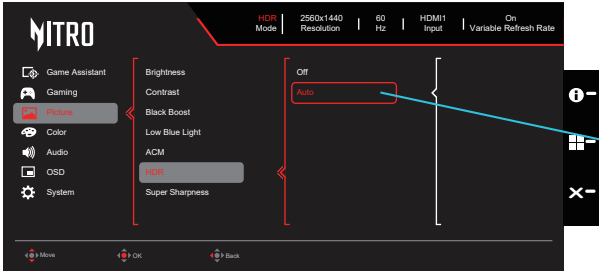 NITRO
HDR
Mode
2560x1440
Resolution
60
Hz
HDMI1
Input
On
Variable Refresh Rate
Game Assistant
Gaming
Picture
Color
Audio
OSD
System
Brightness
Contrast
Black Boost
Low Blue Light
ACM
HDR
Super Sharpness
Off
Auto
Move
OK
Back